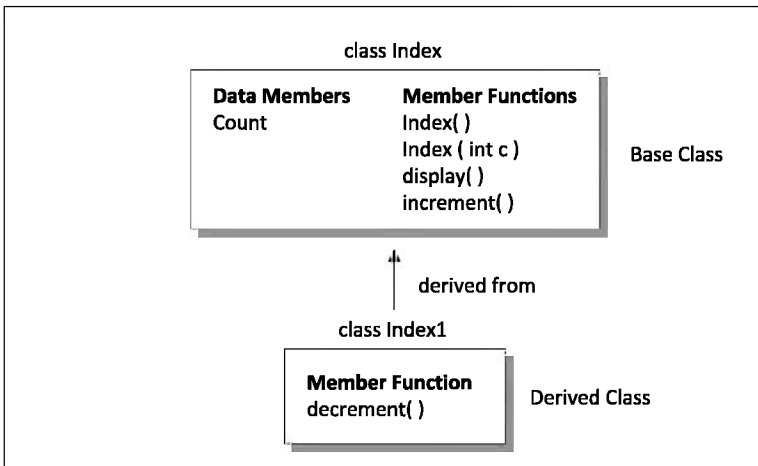 class Index
Data Members
Count
Member Functions
Index( )
Index ( int c )
display( )
increment( )
Base Class
derived from
class Index1
Member Function
decrement( )
Derived Class